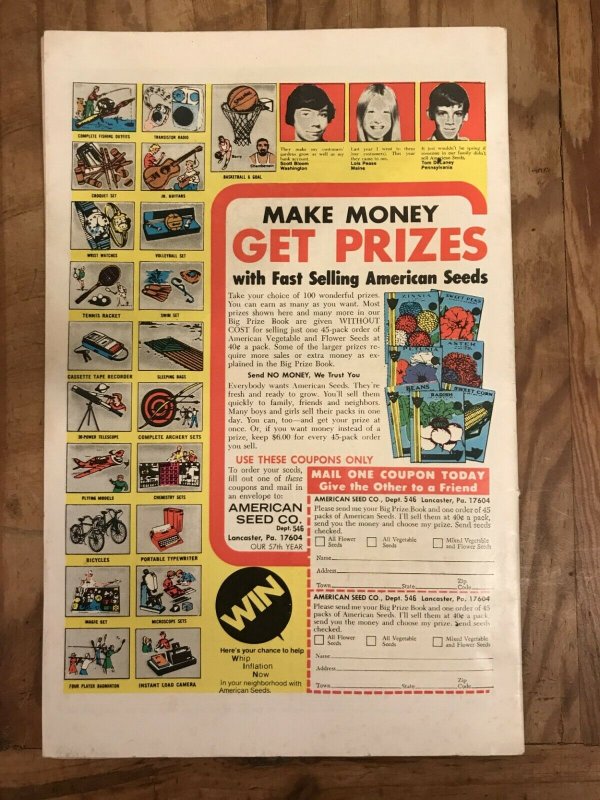 COMPLETE FISHING OUTFITS
TRANSISTOR RADIO
CROQUET SET
JR. GUITARS
BASKETBALL & GOAL
WRIST WATCHES
VOLLEYBALL SET
TENNIS RACKET
SWIM SET
CASSETTE TAPE RECORDER
SLEEPING BAGS
30-POWER TELESCOPE
COMPLETE ARCHERY SETS
FLYING MODELS
CHEMISTRY SETS
BICYCLES
PORTABLE TYPEWRITER
MAGIC SET
MICROSCOPE SETS
FOUR PLAYER BADMINTON
INSTANT LOAD CAMERA
They make my customers'
gardens grow as well as my
bank account
Scott Bloom
Washington
Last year I went to them
(my customers). This year
they came to me.
Lois Pease
Maine
It just wouldn't be spring if
someone in our family didn't
sell American Seeds.
Tom DeLaney
Pennsylvania
MAKE MONEY
GET PRIZES
with Fast Selling American Seeds
Take your choice of 100 wonderful prizes.
You can earn as many as you want. Most
prizes shown here and many more in our
Big Prize Book are given WITHOUT
COST for selling just one 45-pack order of
American Vegetable and Flower Seeds at
40¢ a pack. Some of the larger prizes re-
quire more sales or extra money as ex-
plained in the Big Prize Book.
Send NO MONEY, We Trust You
Everybody wants American Seeds. They're
fresh and ready to grow. You'll sell them
quickly to family, friends and neighbors.
Many boys and girls sell their packs in one
day. You can, too—and get your prize at
once. Or, if you want money instead of a
prize, keep $6.00 for every 45-pack order
you sell.
ZINNIA
SWEET PEAS
ASTER
BEANS
RADISH
SWEET CORN
USE THESE COUPONS ONLY
To order your seeds,
fill out one of these
coupons and mail in
an envelope to:
AMERICAN
SEED CO.
Dept. 546
Lancaster, Pa. 17604
OUR 57th YEAR
MAIL ONE COUPON TODAY
Give the Other to a Friend
AMERICAN SEED CO., Dept. 546 Lancaster, Pa. 17604
Please send me your Big Prize Book and one order of 45
packs of American Seeds. I'll sell them at 40¢ a pack,
send you the money and choose my prize. Send seeds
checked.
All Flower
Seeds
All Vegetable
Seeds
Mixed Vegetable
and Flower Seeds
Name
Address
Town State Zip Code
AMERICAN SEED CO., Dept. 546 Lancaster, Pa. 17604
Please send me your Big Prize Book and one order of 45
packs of American Seeds. I'll sell them at 40¢ a pack,
send you the money and choose my prize. Send seeds
checked.
All Flower
Seeds
All Vegetable
Seeds
Mixed Vegetable
and Flower Seeds
Name
Address
Town State Zip Code
WIN
Here's your chance to help
Whip
Inflation
Now
in your neighborhood with
American Seeds.